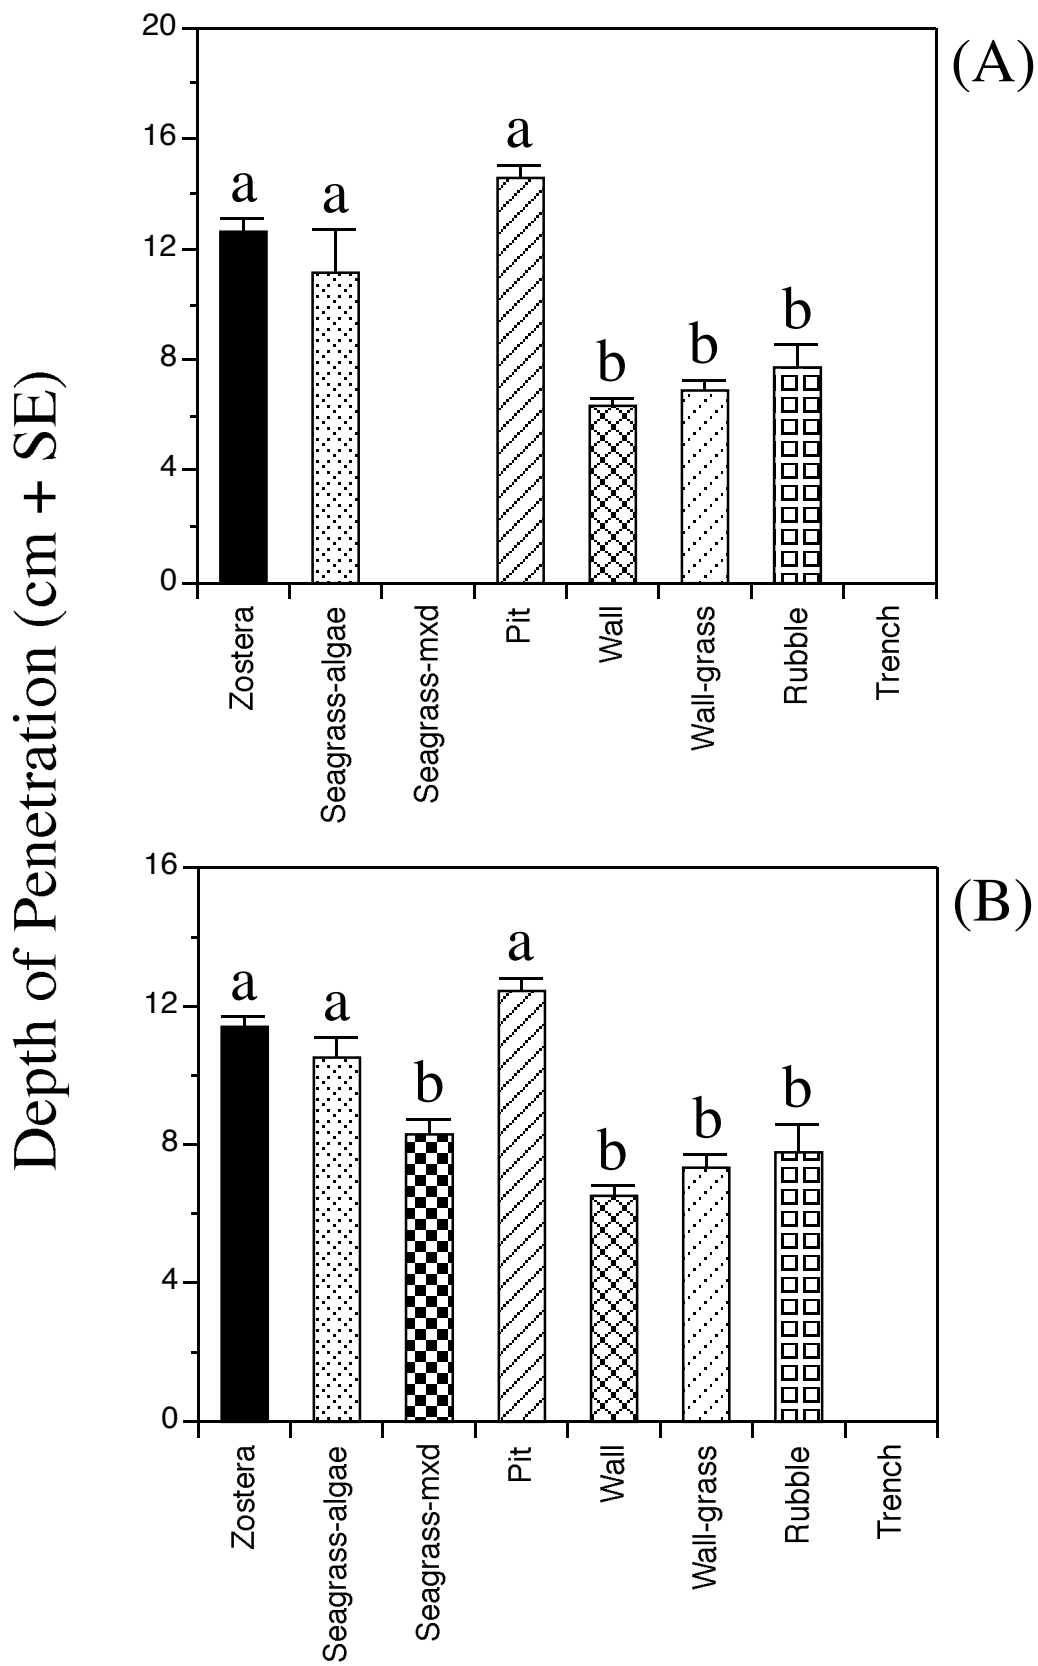 Depth of Penetration (cm + SE)
(A)
20
16
12
8
4
0
a
a
a
b
b
b
Zostera
Seagrass-algae
Seagrass-mxd
Pit
Wall
Wall-grass
Rubble
Trench
(B)
16
12
8
4
0
a
a
b
a
b
b
b
Zostera
Seagrass-algae
Seagrass-mxd
Pit
Wall
Wall-grass
Rubble
Trench